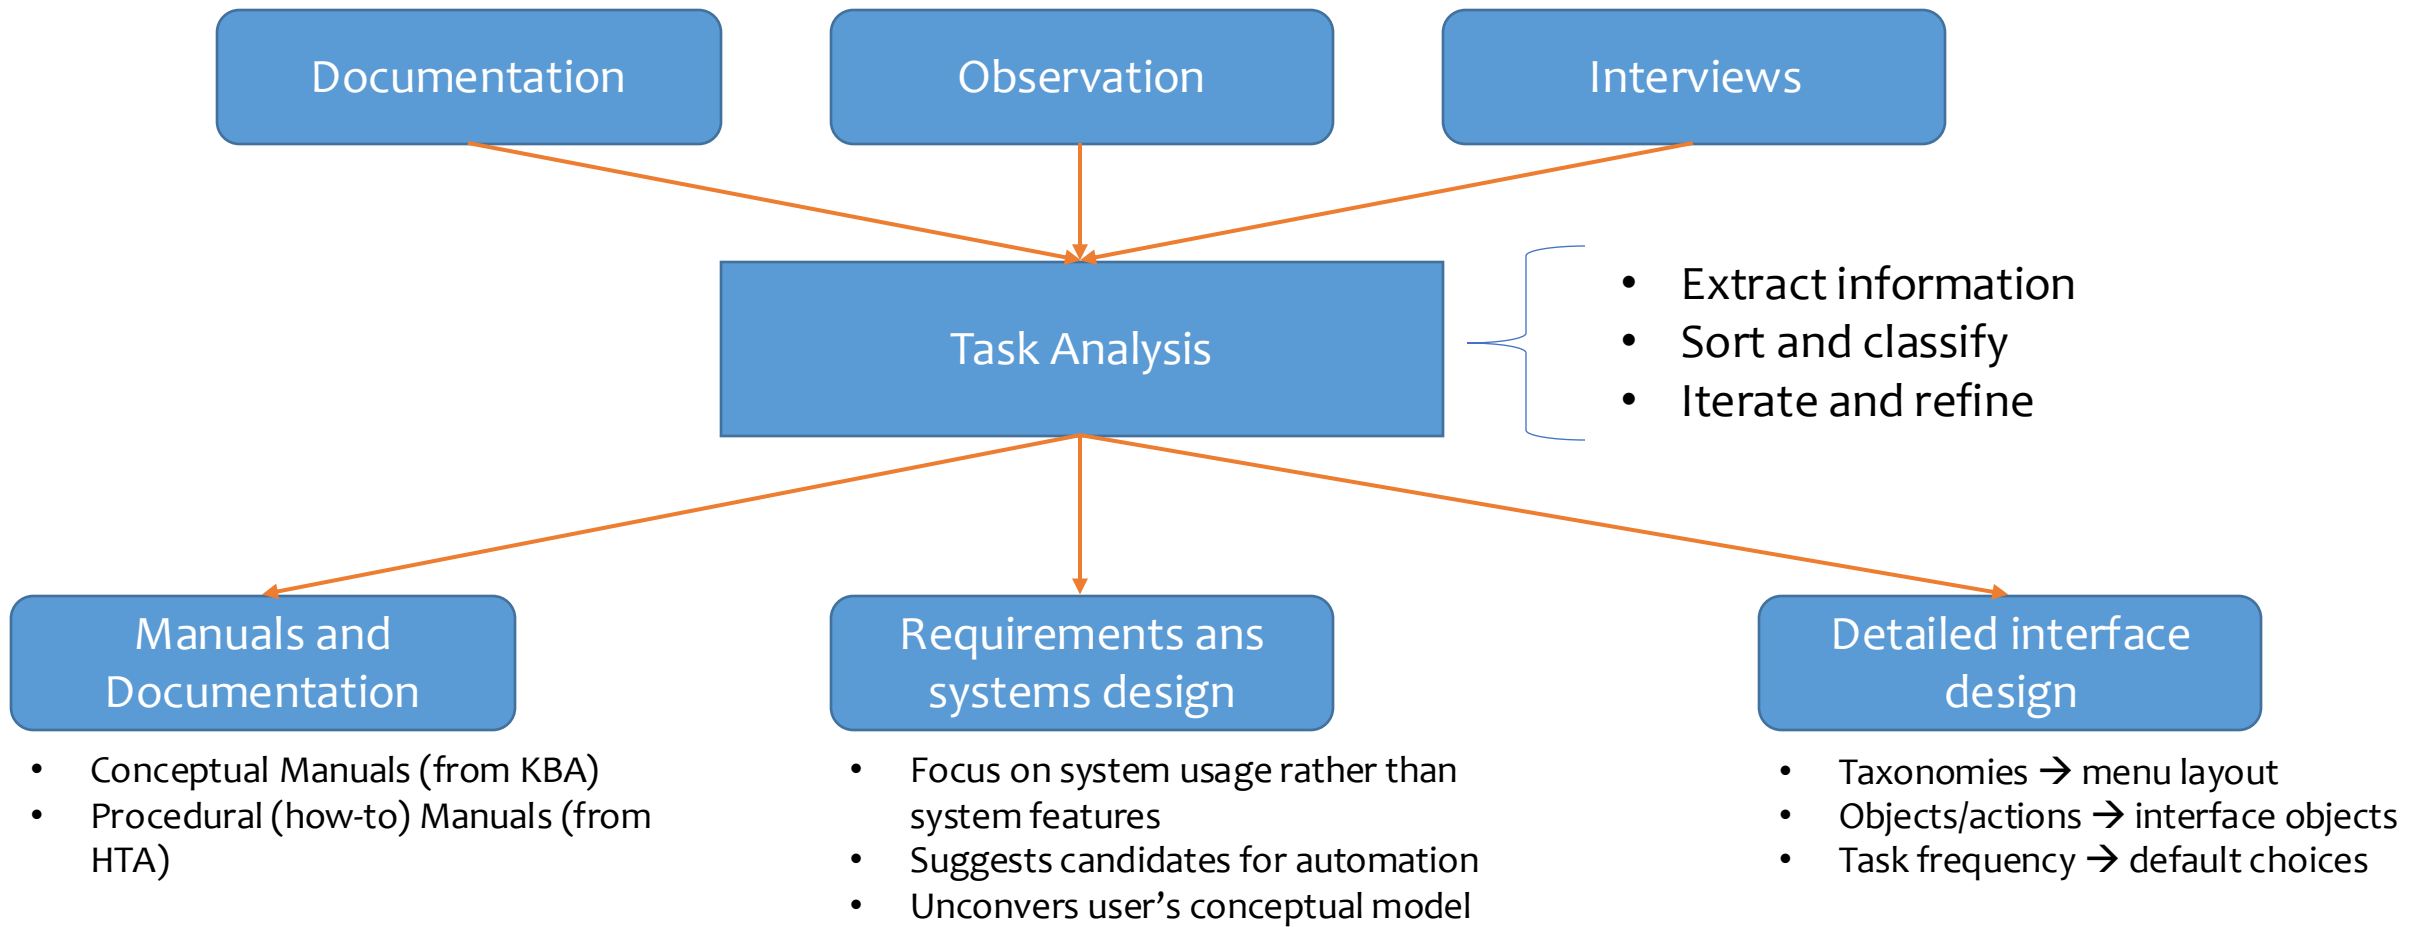 Documentation
Observation
Interviews
Task Analysis
• Extract information
• Sort and classify
• Iterate and refine
Manuals and
Documentation
• Conceptual Manuals (from KBA)
• Procedural (how-to) Manuals (from
HTA)
Requirements ans
systems design
• Focus on system usage rather than
system features
• Suggests candidates for automation
• Unconvers user’s conceptual model
Detailed interface
design
• Taxonomies → menu layout
• Objects/actions → interface objects
• Task frequency → default choices